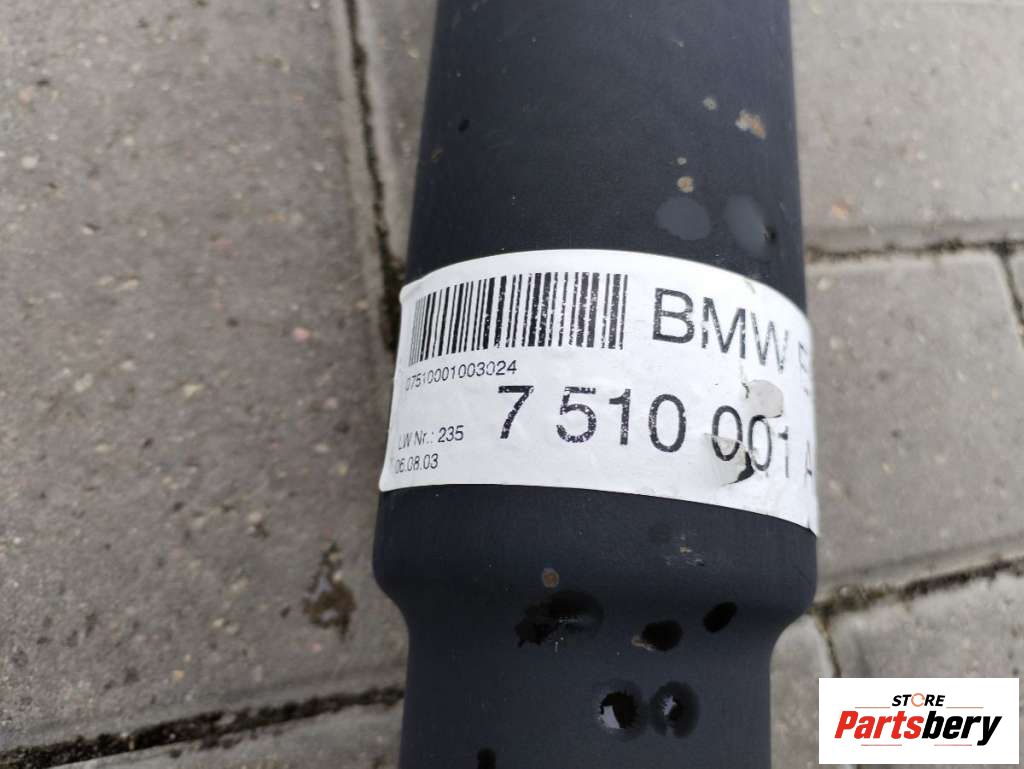 BMW
07510001003024
7 510 001 A
LW Nr.: 235
06.08.03
STORE
Partsbery